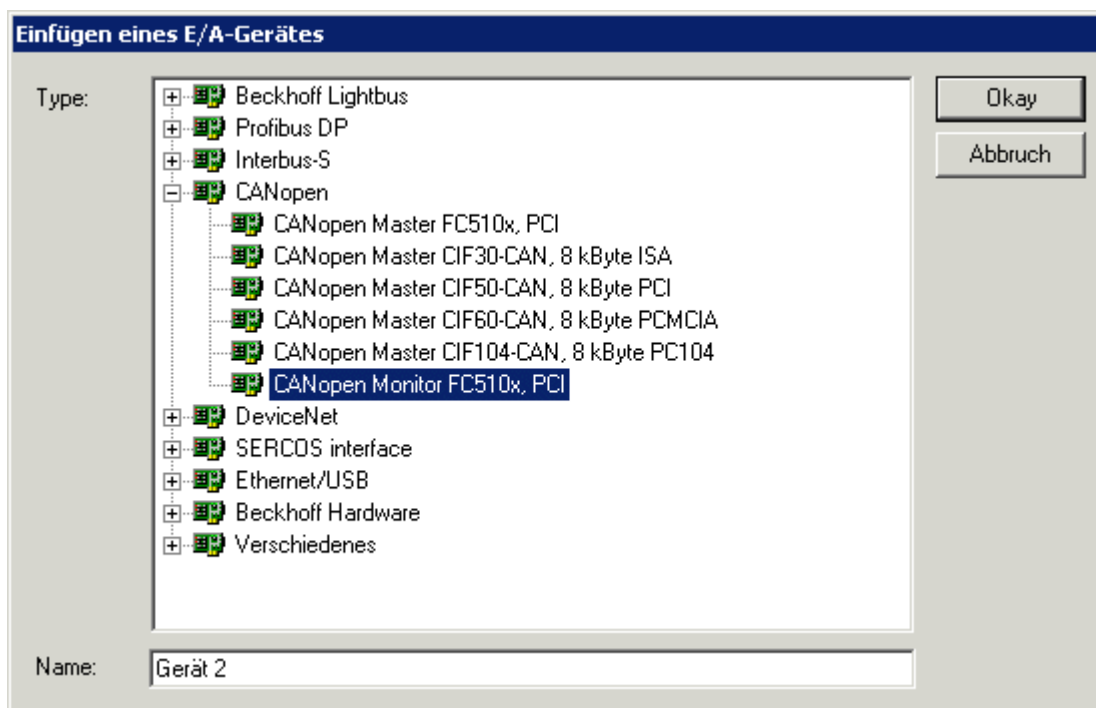 Einfügen eines E/A-Gerätes
Type:
Beckhoff Lightbus
Profibus DP
Interbus-S
CANopen
CANopen Master FC510x, PCI
CANopen Master CIF30-CAN, 8 kByte ISA
CANopen Master CIF50-CAN, 8 kByte PCI
CANopen Master CIF60-CAN, 8 kByte PCMCIA
CANopen Master CIF104-CAN, 8 kByte PC104
CANopen Monitor FC510x, PCI
DeviceNet
SERCOS interface
Ethernet/USB
Beckhoff Hardware
Verschiedenes
Okay
Abbruch
Name:
Gerät 2